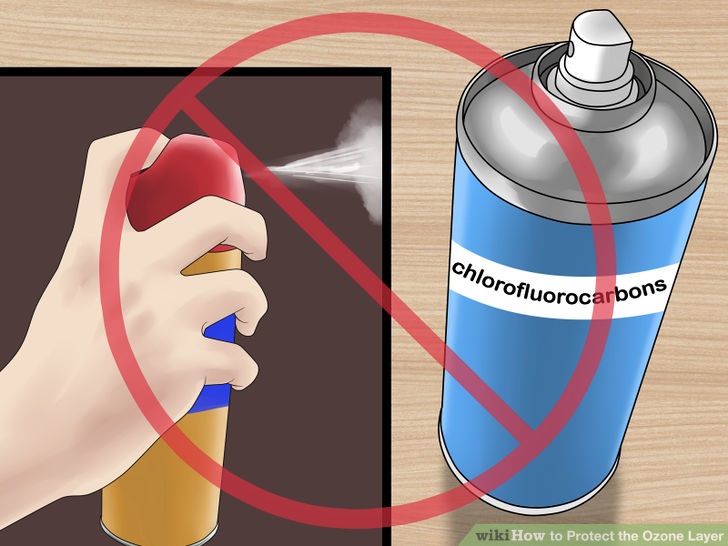 chlorofluorocarbons
wikiHow to Protect the Ozone Layer